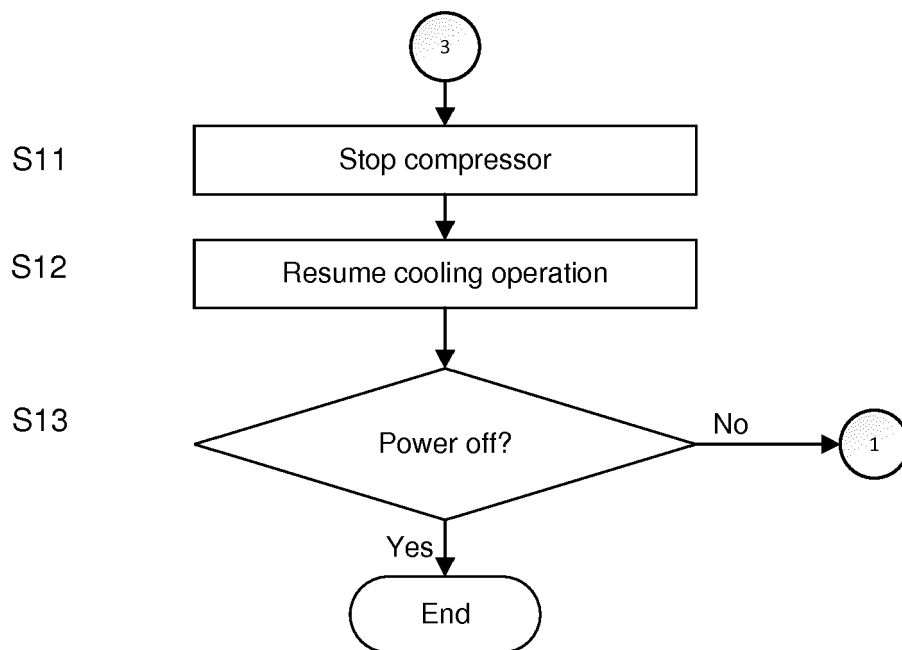 3
S11
Stop compressor
S12
Resume cooling operation
S13
Power off?
No
1
Yes
End